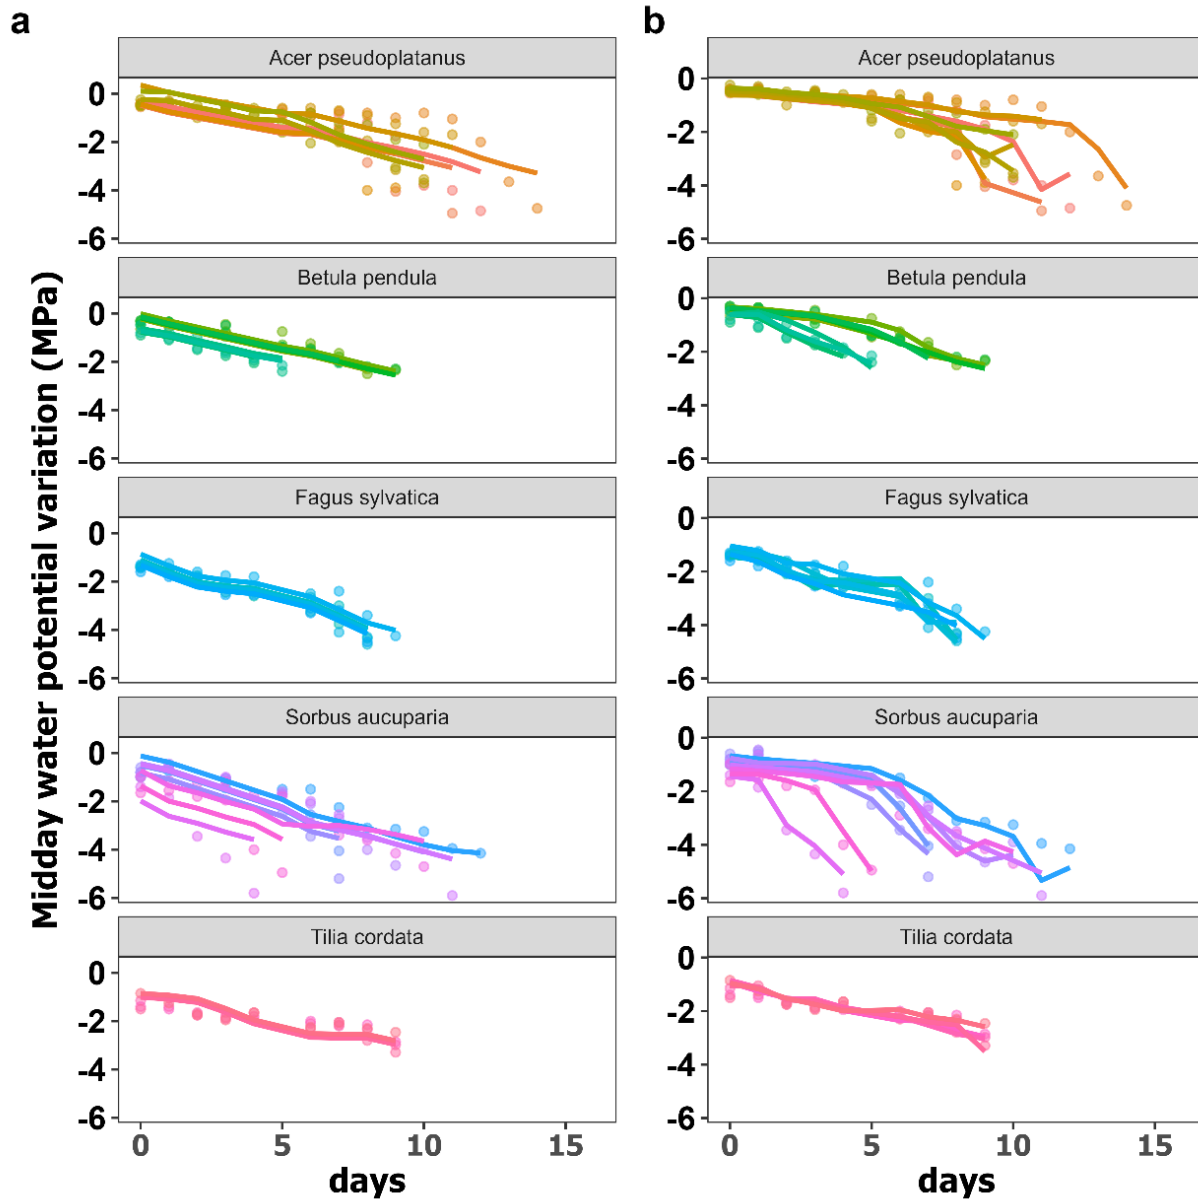 a
b
Midday water potential variation (MPa)
Acer pseudoplatanus
0
-2
-4
-6
Betula pendula
0
-2
-4
-6
Fagus sylvatica
0
-2
-4
-6
Sorbus aucuparia
0
-2
-4
-6
Tilia cordata
0
-2
-4
-6
0 5 10 15
days
Acer pseudoplatanus
0
-2
-4
-6
Betula pendula
0
-2
-4
-6
Fagus sylvatica
0
-2
-4
-6
Sorbus aucuparia
0
-2
-4
-6
Tilia cordata
0
-2
-4
-6
0 5 10 15
days